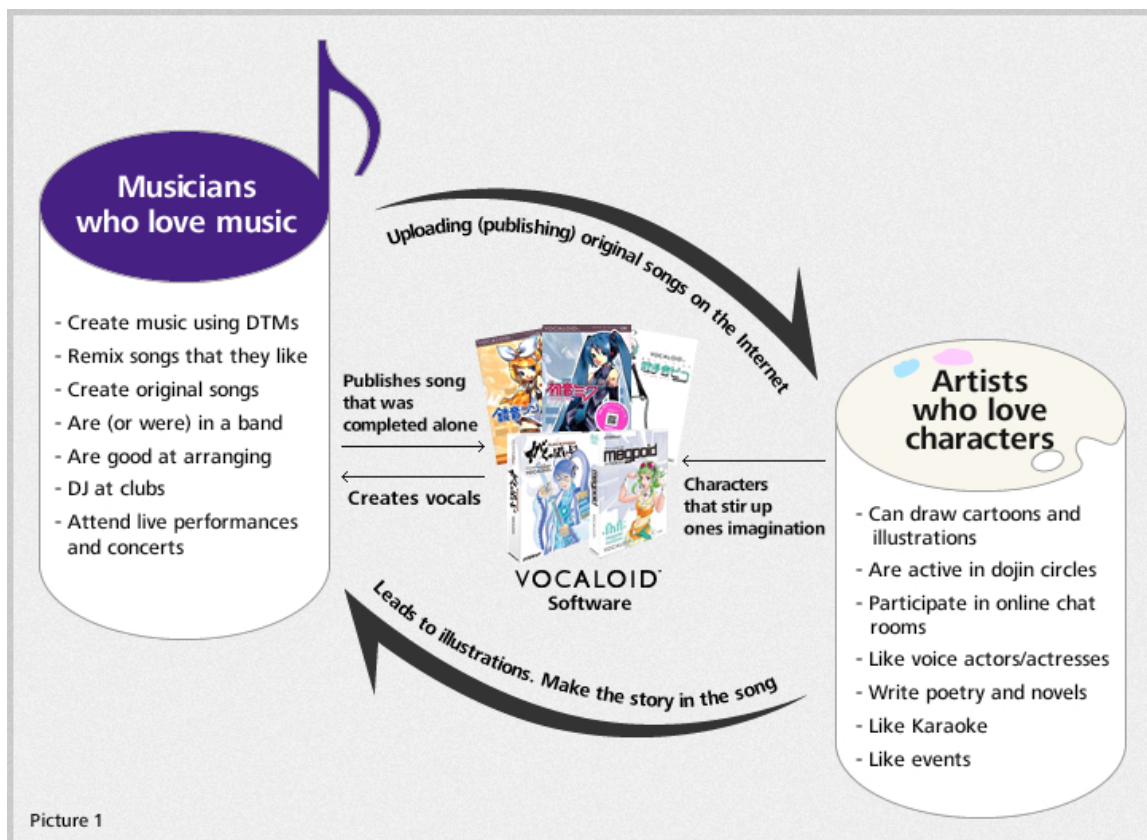 Musicians
who love music
- Create music using DTMs
- Remix songs that they like
- Create original songs
- Are (or were) in a band
- Are good at arranging
- DJ at clubs
- Attend live performances
and concerts
Uploading (publishing) original songs on the Internet
Publishes song
that was
completed alone
Creates vocals
VOCALOID
初音ミク
megpoid
VOCALOID™
Software
Characters
that stir up
ones imagination
Leads to illustrations. Make the story in the song
Artists
who love
characters
- Can draw cartoons and
illustrations
- Are active in dojin circles
- Participate in online chat
rooms
- Like voice actors/actresses
- Write poetry and novels
- Like Karaoke
- Like events
Picture 1